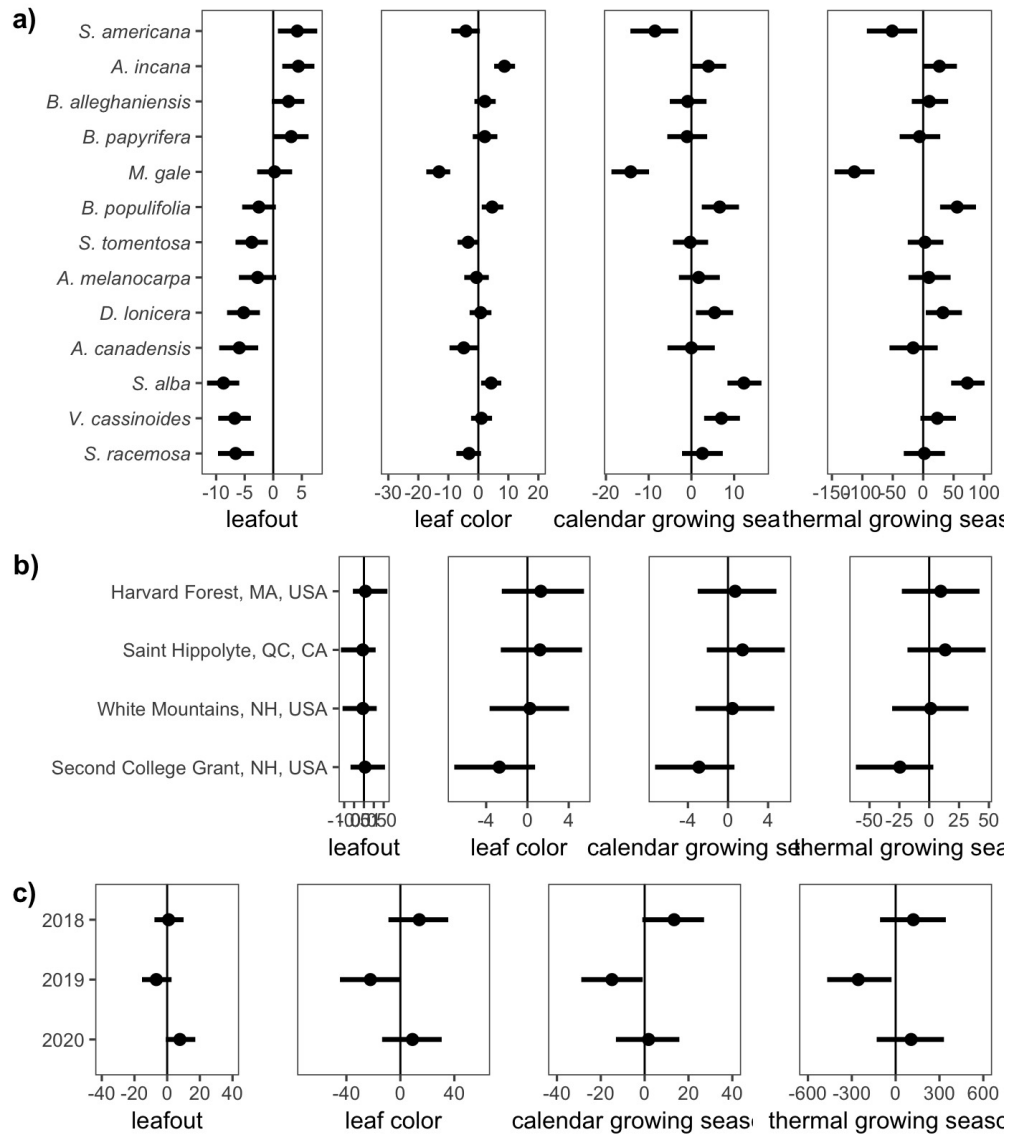 a)
S. americana
A. incana
B. alleghaniensis
B. papyrifera
M. gale
B. populifolia
S. tomentosa
A. melanocarpa
D. lonicera
A. canadensis
S. alba
V. cassinoides
S. racemosa
-10 -5 0 5
-30 -20 -10 0 10 20
-20 -10 0 10
-150 -100 -50 0 50 100
leafout
leaf color
calendar growing sea
thermal growing seas
b)
Harvard Forest, MA, USA
Saint Hippolyte, QC, CA
White Mountains, NH, USA
Second College Grant, NH, USA
-4 0 4
-4 0 4
-50 -25 0 25 50
leafout
leaf color
calendar growing se
thermal growing sea
c)
2018
2019
2020
-40 -20 0 20 40
-40 0 40
-40 -20 0 20 40
-600 -300 0 300 600
leafout
leaf color
calendar growing seaso
thermal growing seaso